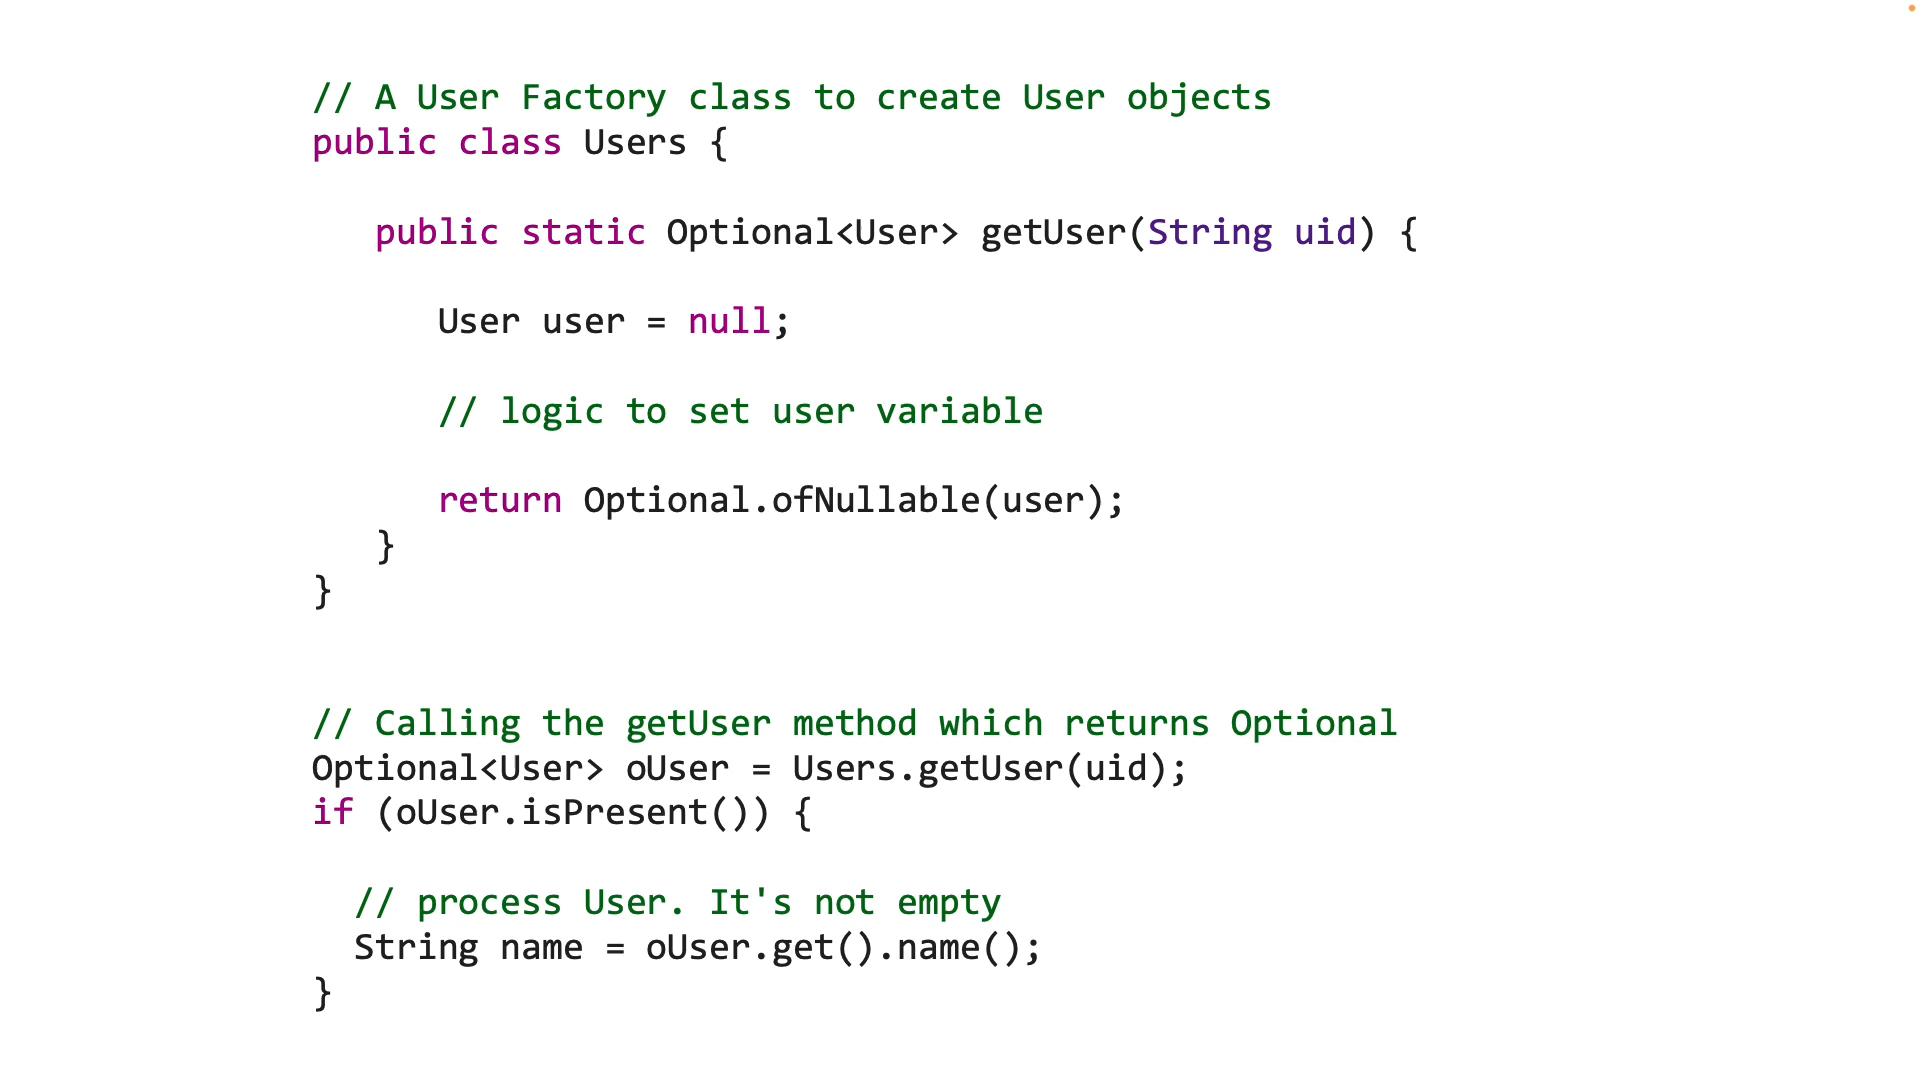 // A User Factory class to create User objects
public class Users {
public static Optional<User> getUser(String uid) {
User user = null;
// logic to set user variable
return Optional.ofNullable(user);
}
}
// Calling the getUser method which returns Optional
Optional<User> oUser = Users.getUser(uid);
if (oUser.isPresent()) {
// process User. It's not empty
String name = oUser.get().name();
}